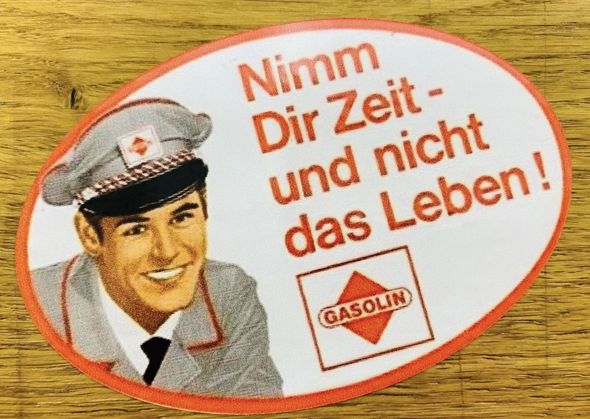 Nimm
Dir Zeit -
und nicht
das Leben!
GASOLIN